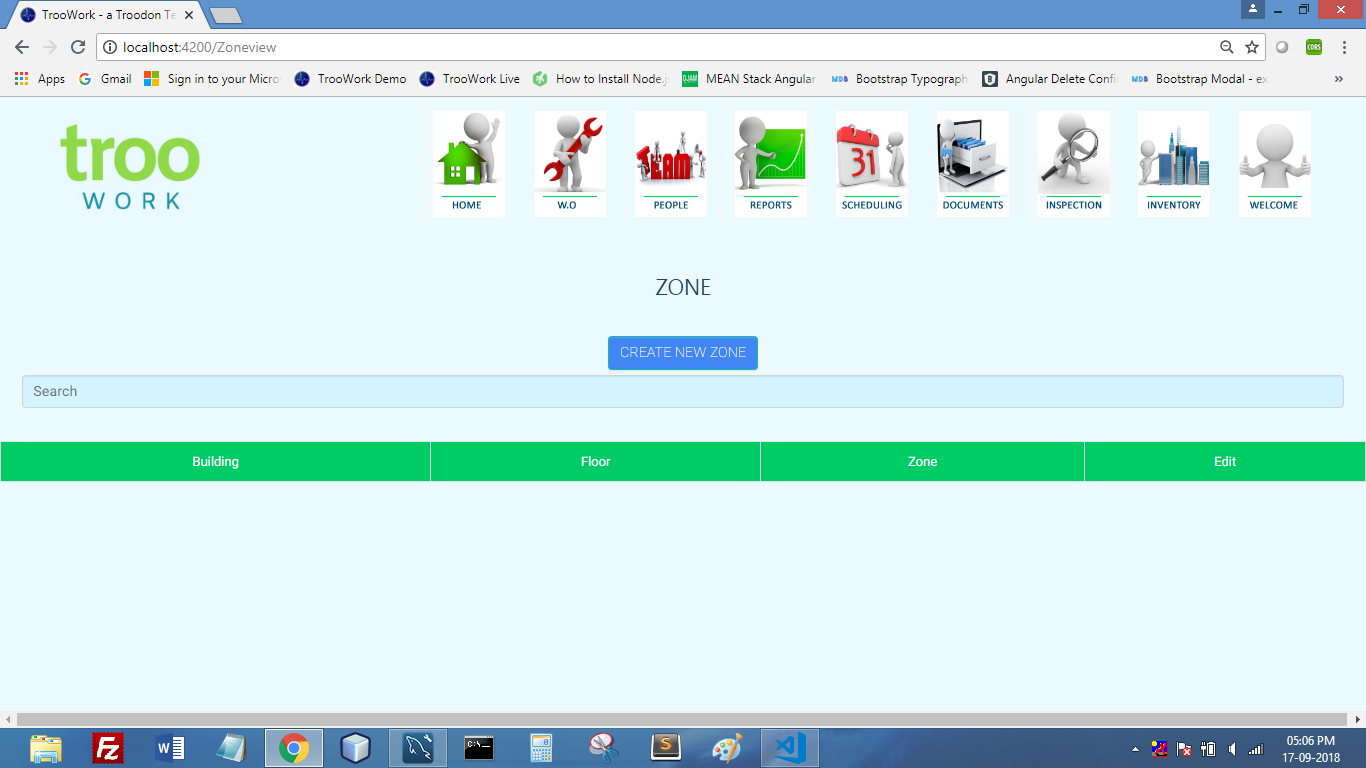 TrooWork - a Troodon Te
localhost:4200/Zoneview
Apps Gmail Sign in to your Micro TrooWork Demo TrooWork Live How to Install Node.j MEAN Stack Angular Bootstrap Typograph Angular Delete Confi Bootstrap Modal - ex »
troo
WORK
HOME W.O PEOPLE REPORTS SCHEDULING DOCUMENTS INSPECTION INVENTORY WELCOME
TEAM
31
ZONE
CREATE NEW ZONE
Search
Building Floor Zone Edit
05:06 PM
17-09-2018